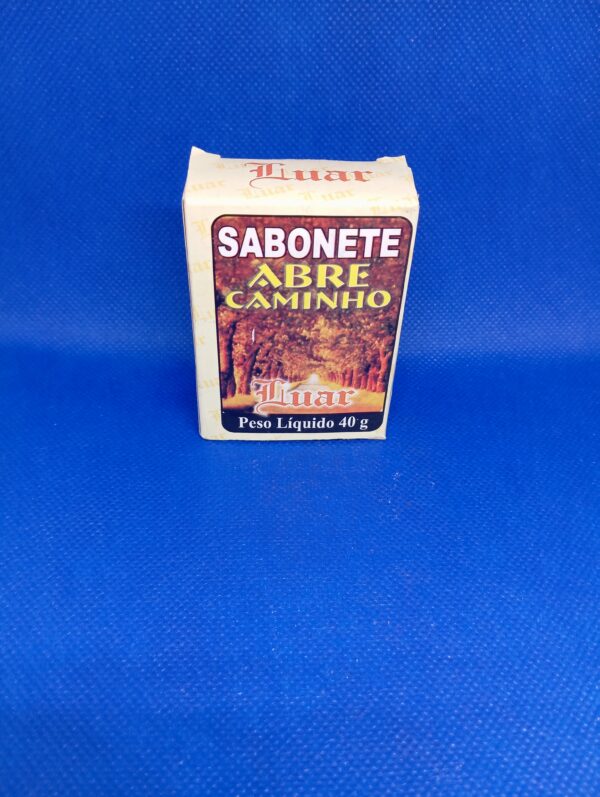 Luar
SABONETE
ABRE
CAMINHO
Luar
Peso Líquido 40 g